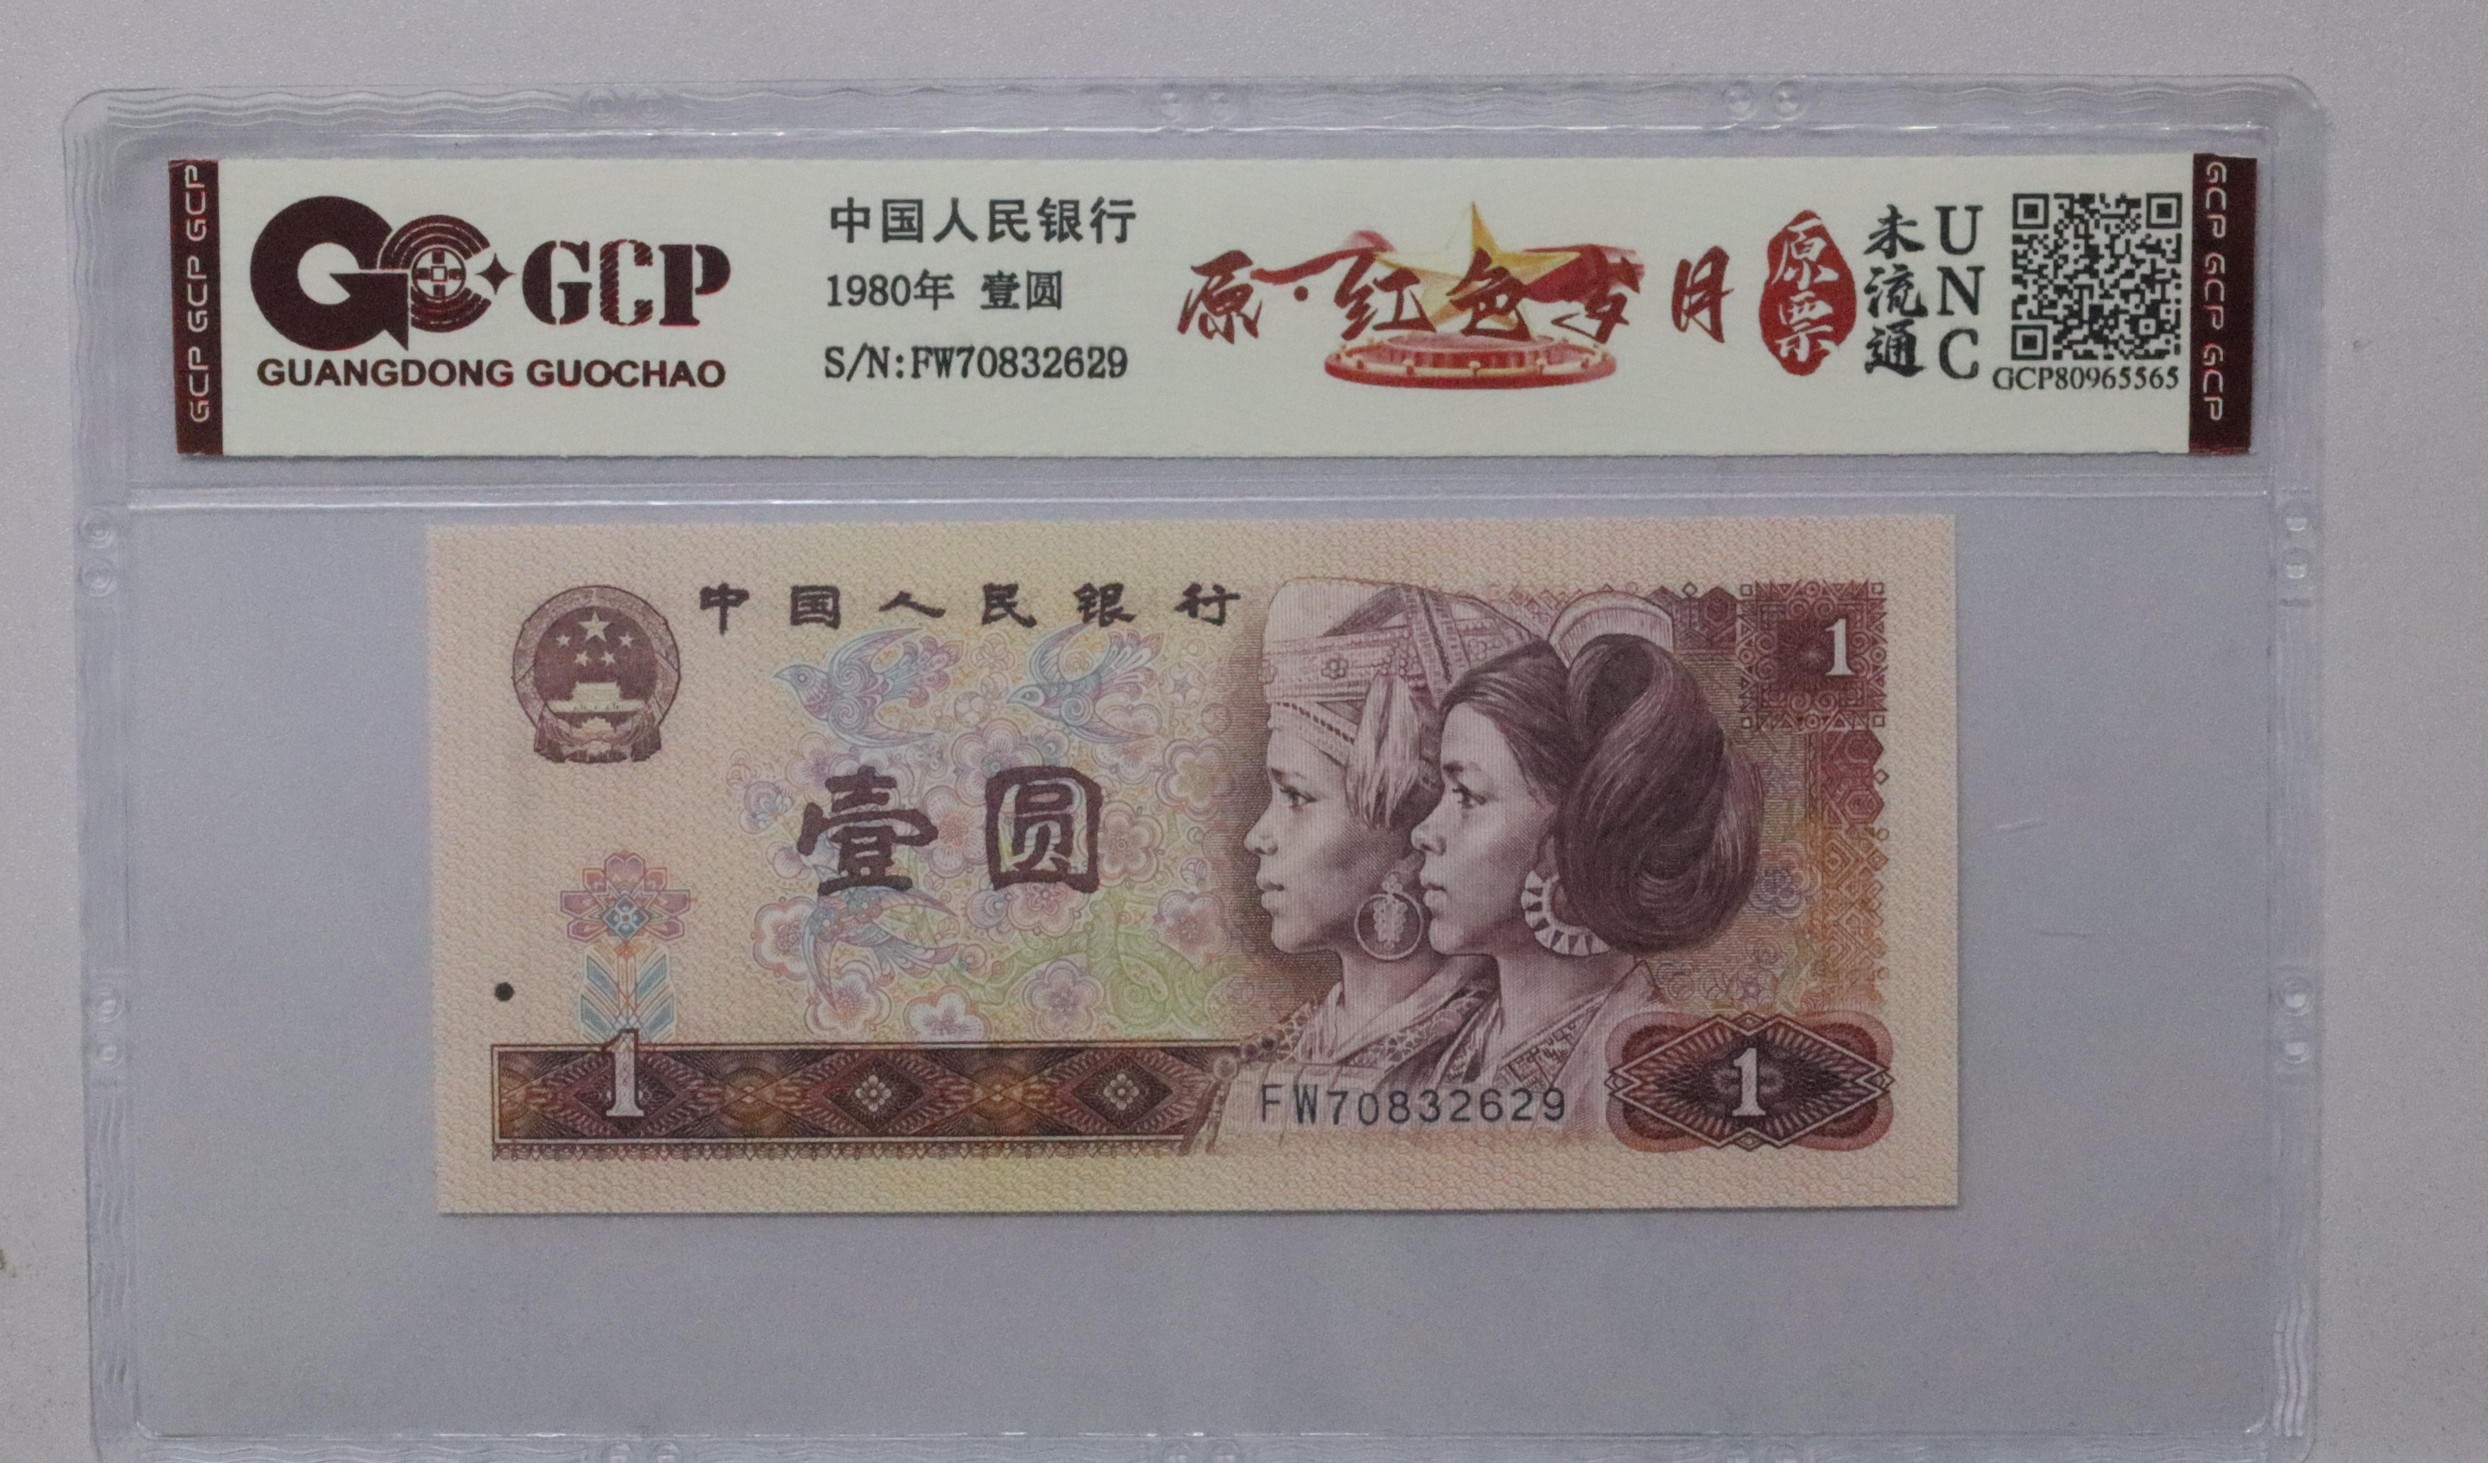 GCP GCP GCP
GCP
GUANGDONG GUOCHAO
中国人民银行
1980年 壹圆
S/N:FW70832629
原·红色岁月
原票
未流通
UNC
GCP80965565
GCP GCP GCP
中国人民银行
1
壹圆
1
FW70832629
1